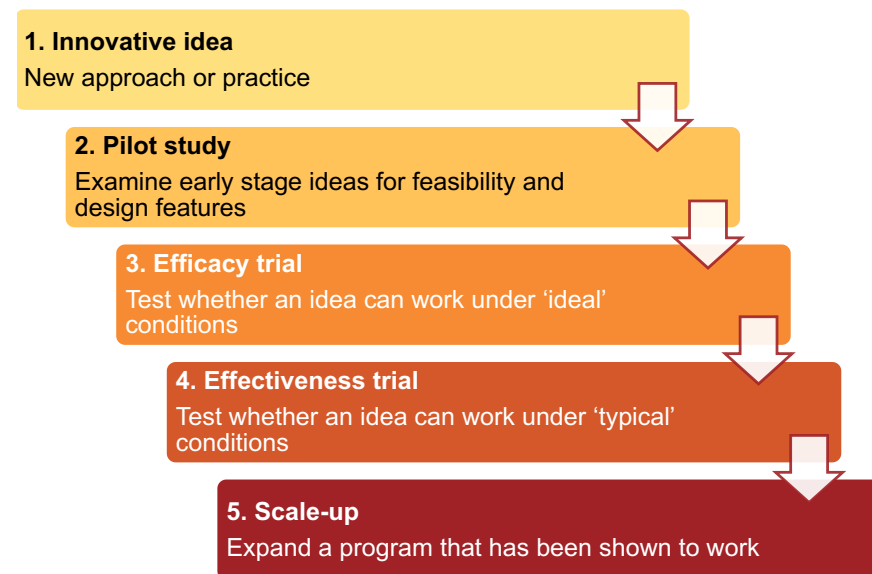 1. Innovative idea
New approach or practice
2. Pilot study
Examine early stage ideas for feasibility and
design features
3. Efficacy trial
Test whether an idea can work under ‘ideal’
conditions
4. Effectiveness trial
Test whether an idea can work under ‘typical’
conditions
5. Scale-up
Expand a program that has been shown to work